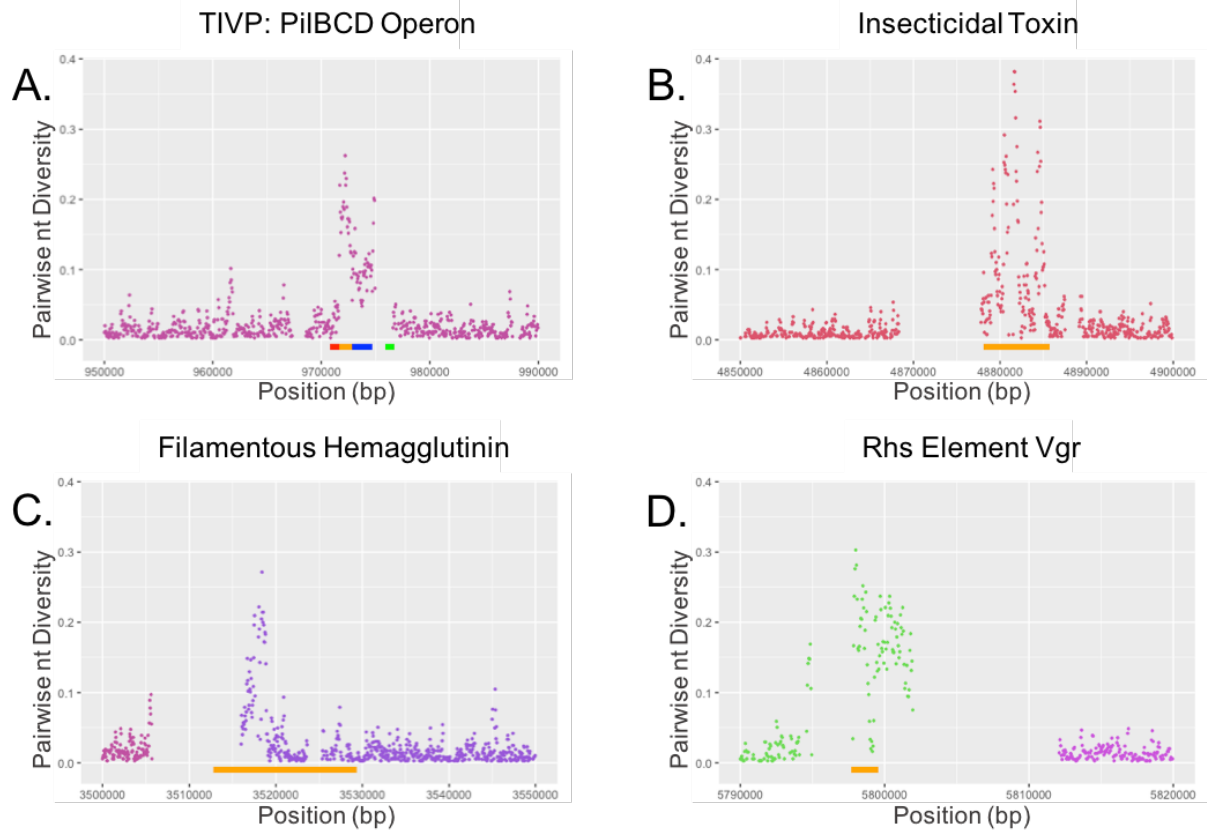 TIVP: PilBCD Operon
A.
Pairwise nt Diversity
0.4
0.3
0.2
0.1
0.0
950000 960000 970000 980000 990000
Position (bp)
Insecticidal Toxin
B.
Pairwise nt Diversity
0.4
0.3
0.2
0.1
0.0
4850000 4860000 4870000 4880000 4890000 4900000
Position (bp)
Filamentous Hemagglutinin
C.
Pairwise nt Diversity
0.4
0.3
0.2
0.1
0.0
3500000 3510000 3520000 3530000 3540000 3550000
Position (bp)
Rhs Element Vgr
D.
Pairwise nt Diversity
0.4
0.3
0.2
0.1
0.0
5790000 5800000 5810000 5820000
Position (bp)